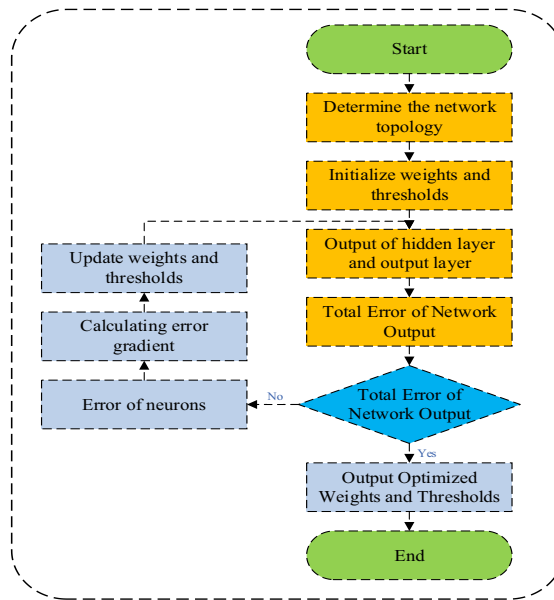 Start
Determine the network
topology
Initialize weights and
thresholds
Output of hidden layer
and output layer
Total Error of Network
Output
Total Error of
Network Output
No
Error of neurons
Calculating error
gradient
Update weights and
thresholds
Yes
Output Optimized
Weights and Thresholds
End